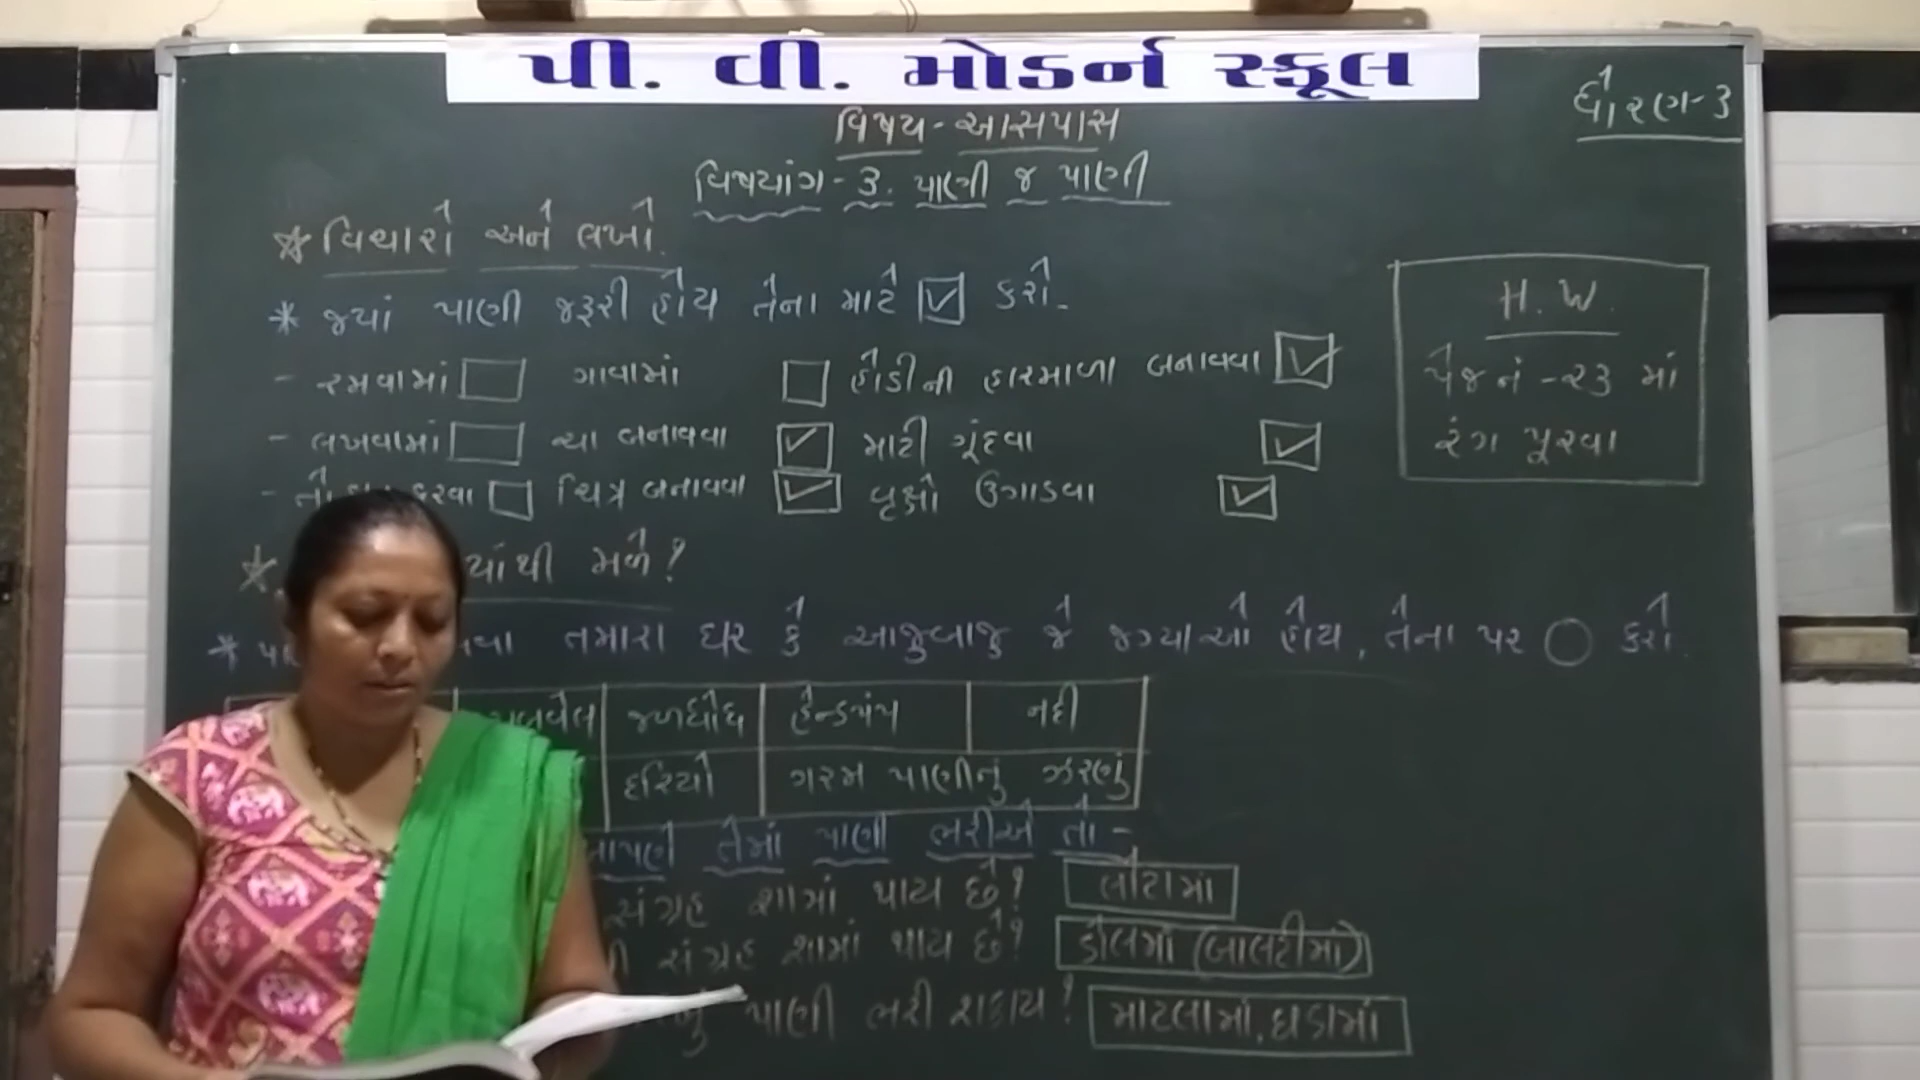 પી. વી. મોડર્ન સ્કૂલ
ધોરણ-૩
વિષય - આસપાસ
વિષયાંગ - ૩. પાણી જ પાણી
વિચારો અને લખો.
* જ્યાં પાણી જરૂરી હોય તેના માટે ☑ કરો.
- રમવામાં ☐ ગાવામાં ☐ હોડીની હારમાળા બનાવવા ☑
- લખવામાં ☐ ચા બનાવવા ☑ માટી ગૂંદવા ☑
- કરવા ☐ ચિત્ર બનાવવા ☑ વૃક્ષો ઉગાડવા ☑
H. W.
પેજ નં - ૨૩ માં
રંગ પૂરવા
મળે?
* તમારા ઘર કે આજુબાજુ જે જગ્યાઓ હોય, તેના પર ◯ કરો.
જળધોધ હેન્ડપંપ નદી
દરિયો ગરમ પાણીનું ઝરણું
તેમાં પાણી ભરીએ તો -
સંગ્રહ શામાં થાય છે? લોટામાં
સંગ્રહ શામાં થાય છે? ડોલમાં (બાલટીમાં)
પાણી ભરી શકાય? માટલામાં, ઘડામાં